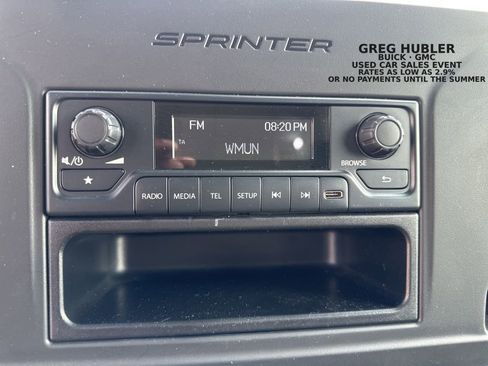 SPRINTER
GREG HUBLER
BUICK · GMC
USED CAR SALES EVENT
RATES AS LOW AS 2.9%
OR NO PAYMENTS UNTIL THE SUMMER
FM 08:20 PM
TA
WMUN
BROWSE
RADIO MEDIA TEL SETUP